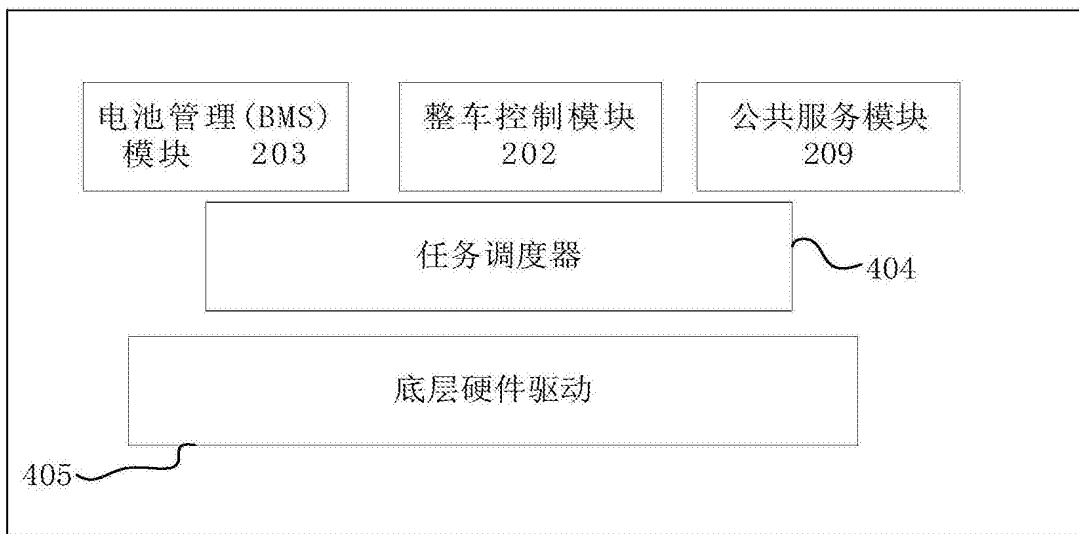 电池管理(BMS)
模块 203
整车控制模块
202
公共服务模块
209
任务调度器
404
底层硬件驱动
405